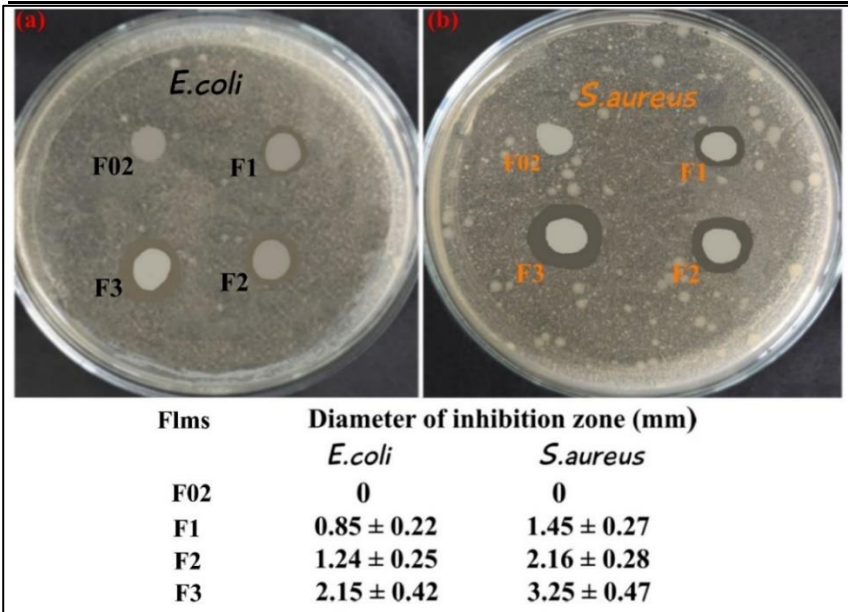 (a)
E.coli
F02
F1
F3
F2
(b)
S.aureus
F02
F1
F3
F2
Flms Diameter of inhibition zone (mm)
E.coli S.aureus
F02 0 0
F1 0.85 ± 0.22 1.45 ± 0.27
F2 1.24 ± 0.25 2.16 ± 0.28
F3 2.15 ± 0.42 3.25 ± 0.47